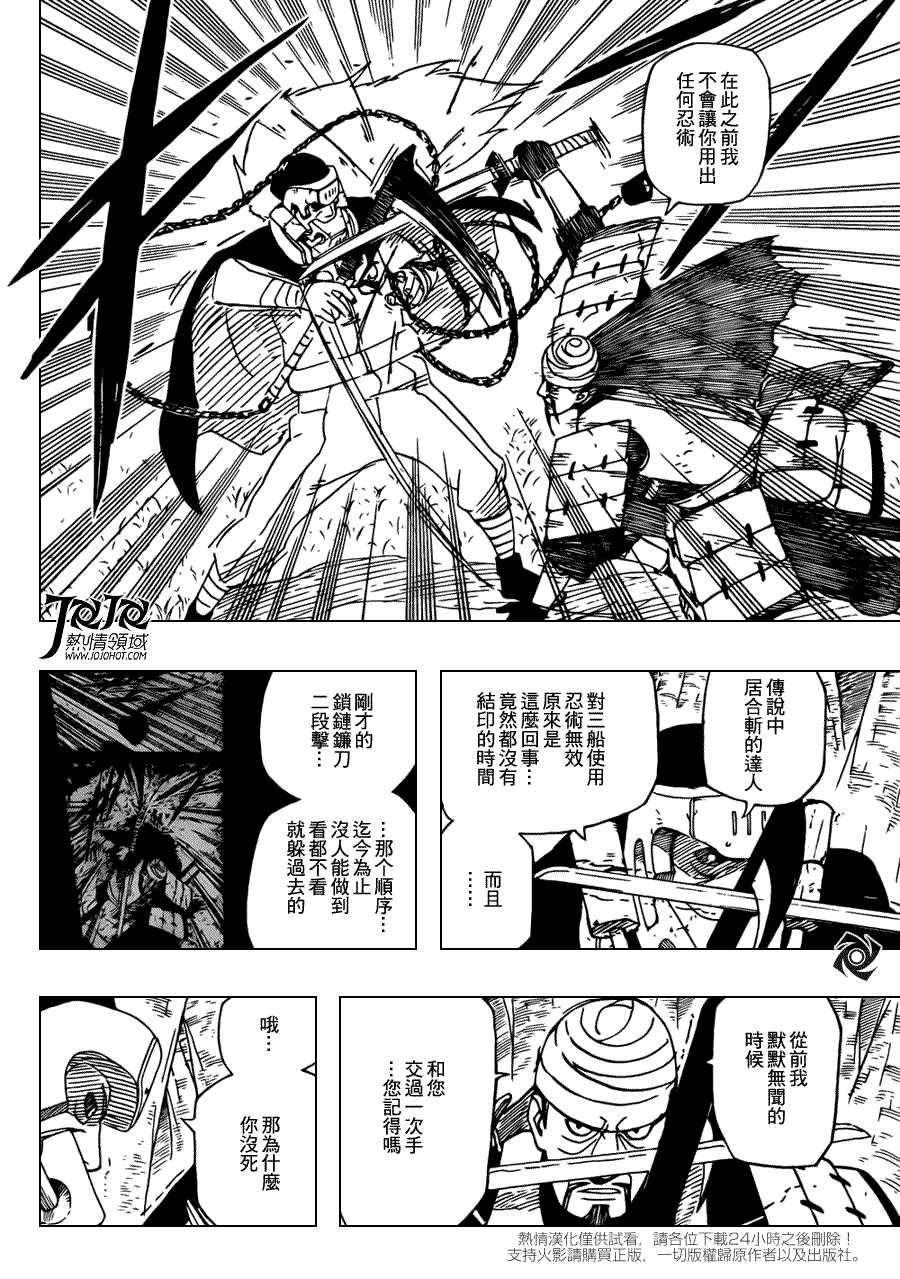 在此之前我
不會讓你用出
任何忍術
JOJO
熱情領域
WWW.JOJOHOT.COM
傳說中
居合斬的達人
對三船使用
忍術無效
原來是
這麼回事…
竟然都沒有
結印的時間
而且
……
剛才的
鎖鏈鐮刀
二段擊…
…那个順序…
迄今為止
沒人能做到
看都不看
就躲過去的
從前我
默默無聞的
時候
和您
交過一次手
…您記得嗎
哦…
那為什麼
你沒死
熱情漢化僅供試看，請各位下載24小時之後刪除！
支持火影請購買正版，一切版權歸原作者以及出版社。